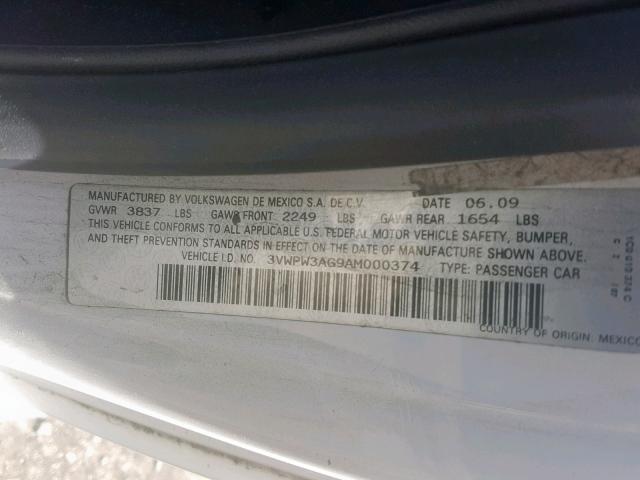 MANUFACTURED BY VOLKSWAGEN DE MEXICO S.A. DE C.V. DATE 06.09
GVWR 3837 LBS GAWR FRONT 2249 LBS GAWR REAR 1654 LBS
THIS VEHICLE CONFORMS TO ALL APPLICABLE U.S. FEDERAL MOTOR VEHICLE SAFETY, BUMPER,
AND THEFT PREVENTION STANDARDS IN EFFECT ON THE DATE OF MANUFACTURE SHOWN ABOVE.
VEHICLE I.D. NO. 3VWPW3AG9AM000374 TYPE: PASSENGER CAR
COUNTRY OF ORIGIN: MEXICO